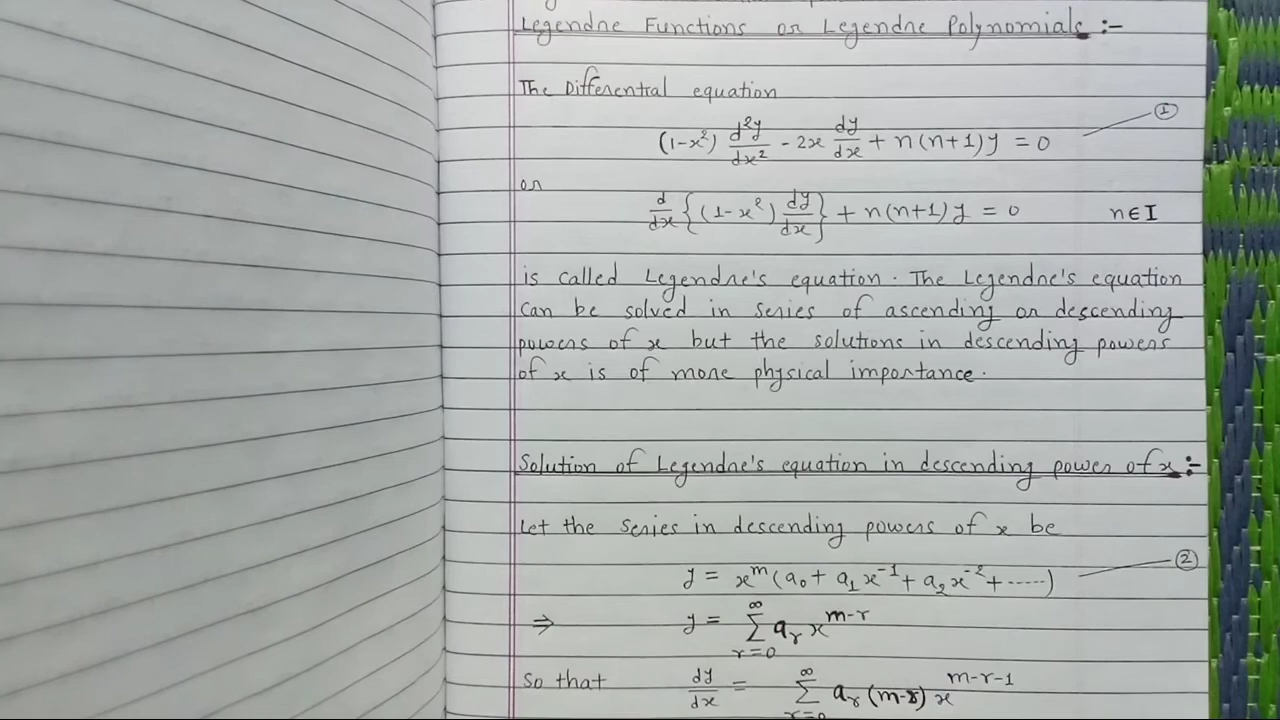 Legendre Functions or Legendre Polynomials :-
The Differential equation
(1-x²) d²y/dx² - 2x dy/dx + n(n+1)y = 0 ①
or
d/dx {(1-x²) dy/dx} + n(n+1)y = 0 n∈I
is called Legendre's equation. The Legendre's equation
can be solved in series of ascending or descending
powers of x but the solutions in descending powers
of x is of more physical importance.
Solution of Legendre's equation in descending power of x :-
Let the series in descending powers of x be
y = x^m (a₀ + a₁x⁻¹ + a₂x⁻² + ------) ②
⇒ y = ∑_{r=0}^{∞} a_r x^{m-r}
So that dy/dx = ∑_{r=0}^{∞} a_r (m-r) x^{m-r-1}